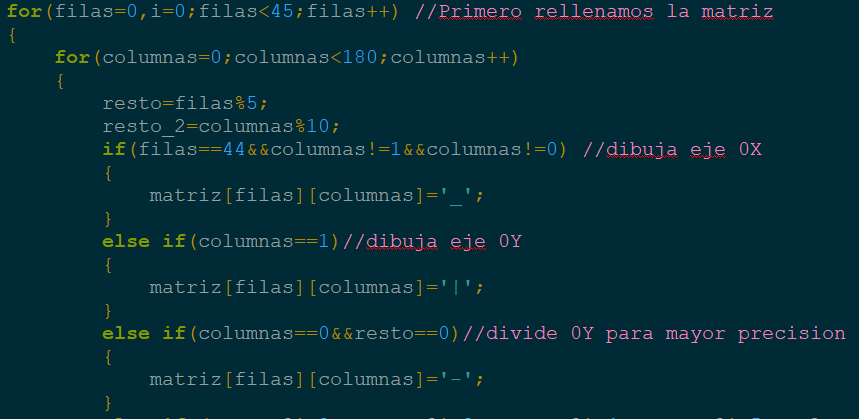 for(filas=0,i=0;filas<45;filas++) //Primero rellenamos la matriz
{
for(columnas=0;columnas<180;columnas++)
{
resto=filas%5;
resto_2=columnas%10;
if(filas==44&&columnas!=1&&columnas!=0) //dibuja eje 0X
{
matriz[filas][columnas]='_';
}
else if(columnas==1)//dibuja eje 0Y
{
matriz[filas][columnas]='|';
}
else if(columnas==0&&resto==0)//divide 0Y para mayor precision
{
matriz[filas][columnas]='-';
}